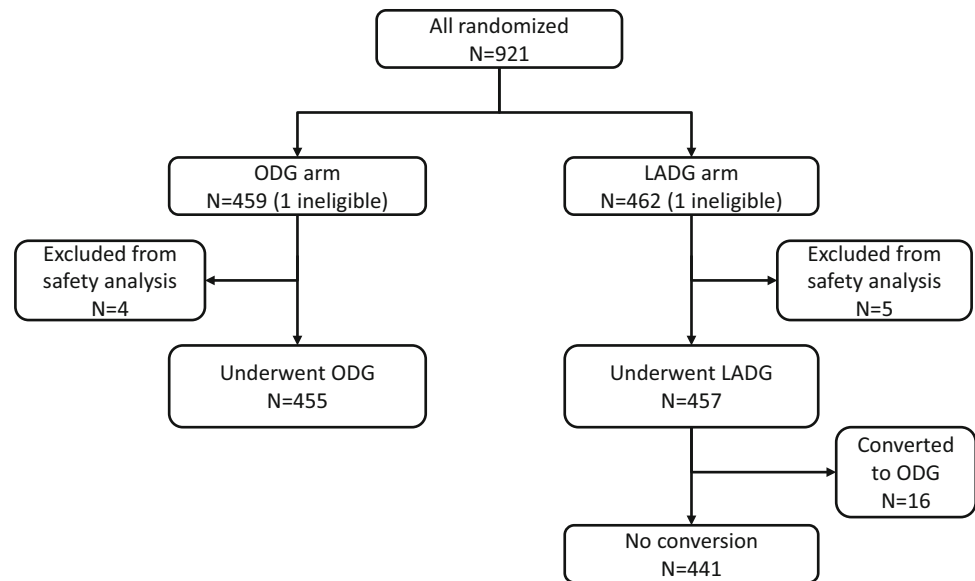 All randomized
N=921
ODG arm
N=459 (1 ineligible)
LADG arm
N=462 (1 ineligible)
Excluded from
safety analysis
N=4
Excluded from
safety analysis
N=5
Underwent ODG
N=455
Underwent LADG
N=457
Converted
to ODG
N=16
No conversion
N=441